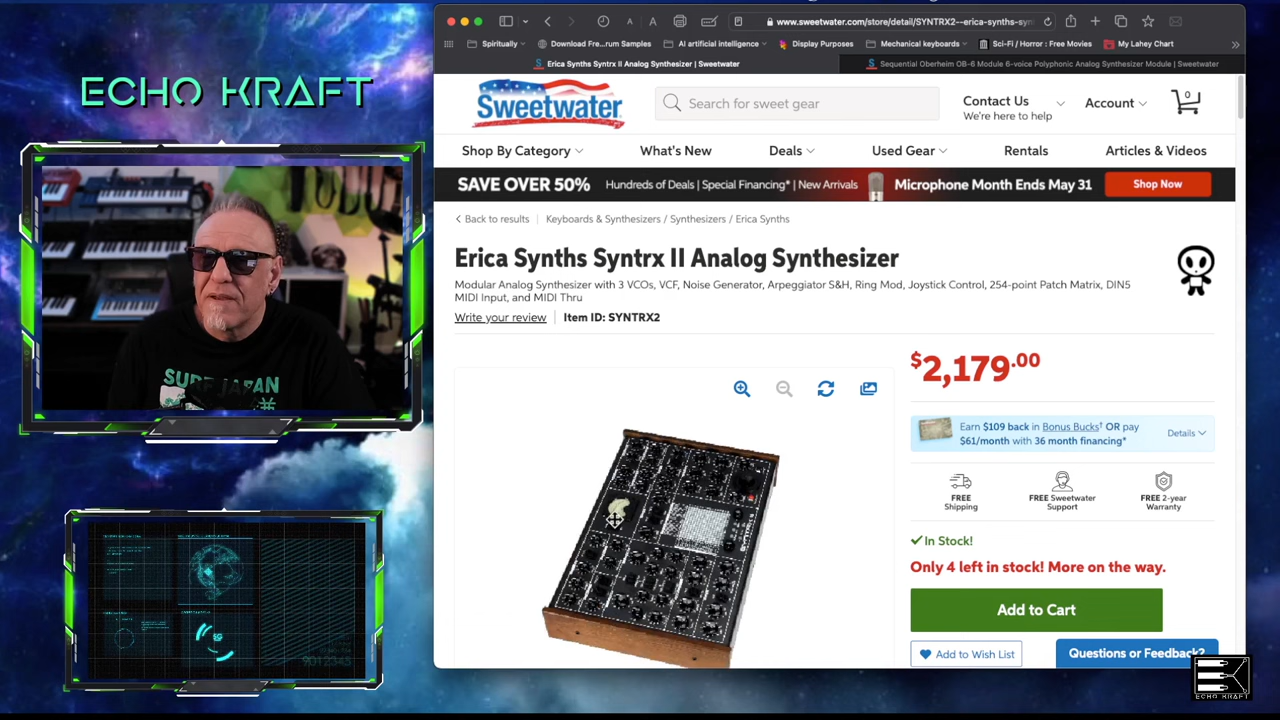 www.sweetwater.com/store/detail/SYNTRX2--erica-synths-syn
Spiritually
Download Fre...rum Samples
AI artificial intelligence
Display Purposes
Mechanical keyboards
Sci-Fi / Horror : Free Movies
My Lahey Chart
Erica Synths Syntrx II Analog Synthesizer | Sweetwater
Sequential Oberheim OB-6 Module 6-voice Polyphonic Analog Synthesizer Module | Sweetwater
ECHO KRAFT
Sweetwater
Search for sweet gear
Contact Us
We're here to help
Account
0
Shop By Category
What's New
Deals
Used Gear
Rentals
Articles & Videos
SAVE OVER 50%
Hundreds of Deals | Special Financing* | New Arrivals
Microphone Month Ends May 31
Shop Now
Back to results
Keyboards & Synthesizers / Synthesizers / Erica Synths
Erica Synths Syntrx II Analog Synthesizer
Modular Analog Synthesizer with 3 VCOs, VCF, Noise Generator, Arpeggiator S&H, Ring Mod, Joystick Control, 254-point Patch Matrix, DIN5
MIDI Input, and MIDI Thru
Write your review
Item ID: SYNTRX2
$2,179.00
Earn $109 back in Bonus Bucks† OR pay
$61/month with 36 month financing*
Details
FREE
Shipping
FREE Sweetwater
Support
FREE 2-year
Warranty
In Stock!
Only 4 left in stock! More on the way.
Add to Cart
Add to Wish List
Questions or Feedback?
SURF JAPAN
9012345
ECHO KRAFT